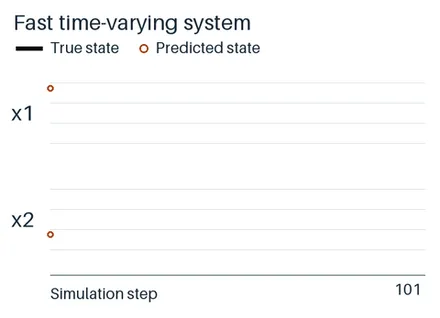 Fast time-varying system
True state Predicted state
x1
x2
Simulation step 101